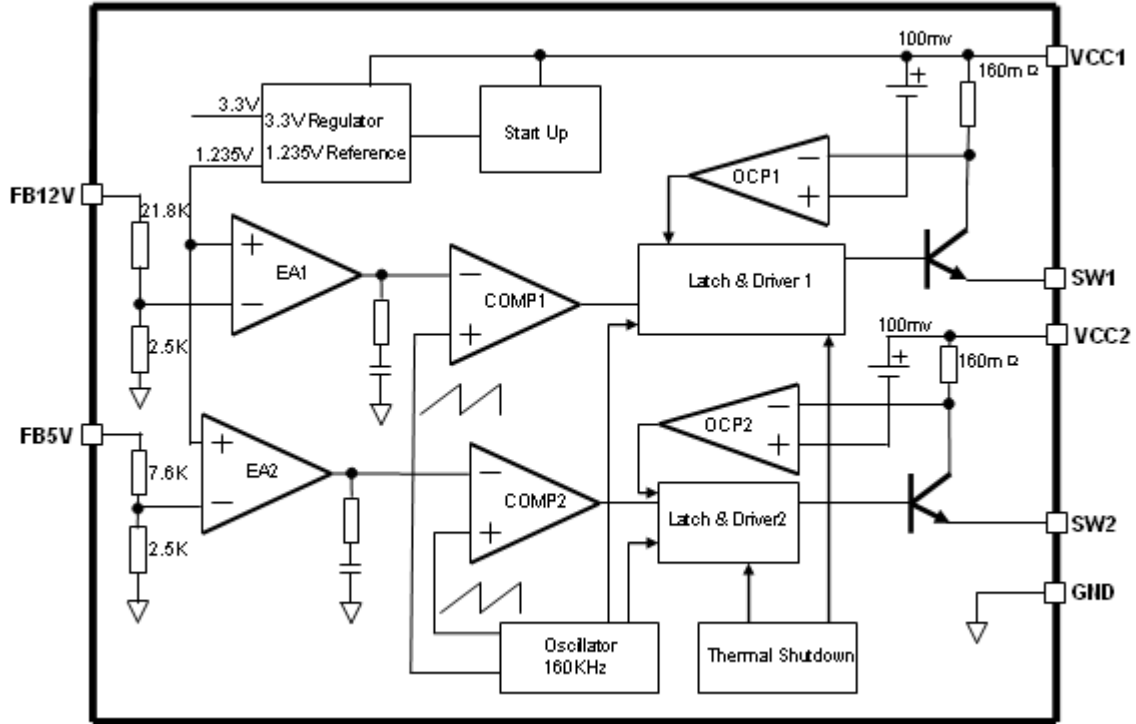 100mv
VCC1
160mΩ
3.3V
3.3V Regulator
1.235V Reference
Start Up
1.235V
OCP1
−
+
+
FB12V
21.8K
+
EA1
−
−
COMP1
+
Latch & Driver 1
SW1
2.5K
100mv
VCC2
+
160mΩ
FB5V
OCP2
−
+
+
EA2
−
7.6K
−
COMP2
+
Latch & Driver2
SW2
2.5K
GND
Oscillator
160KHz
Thermal Shutdown